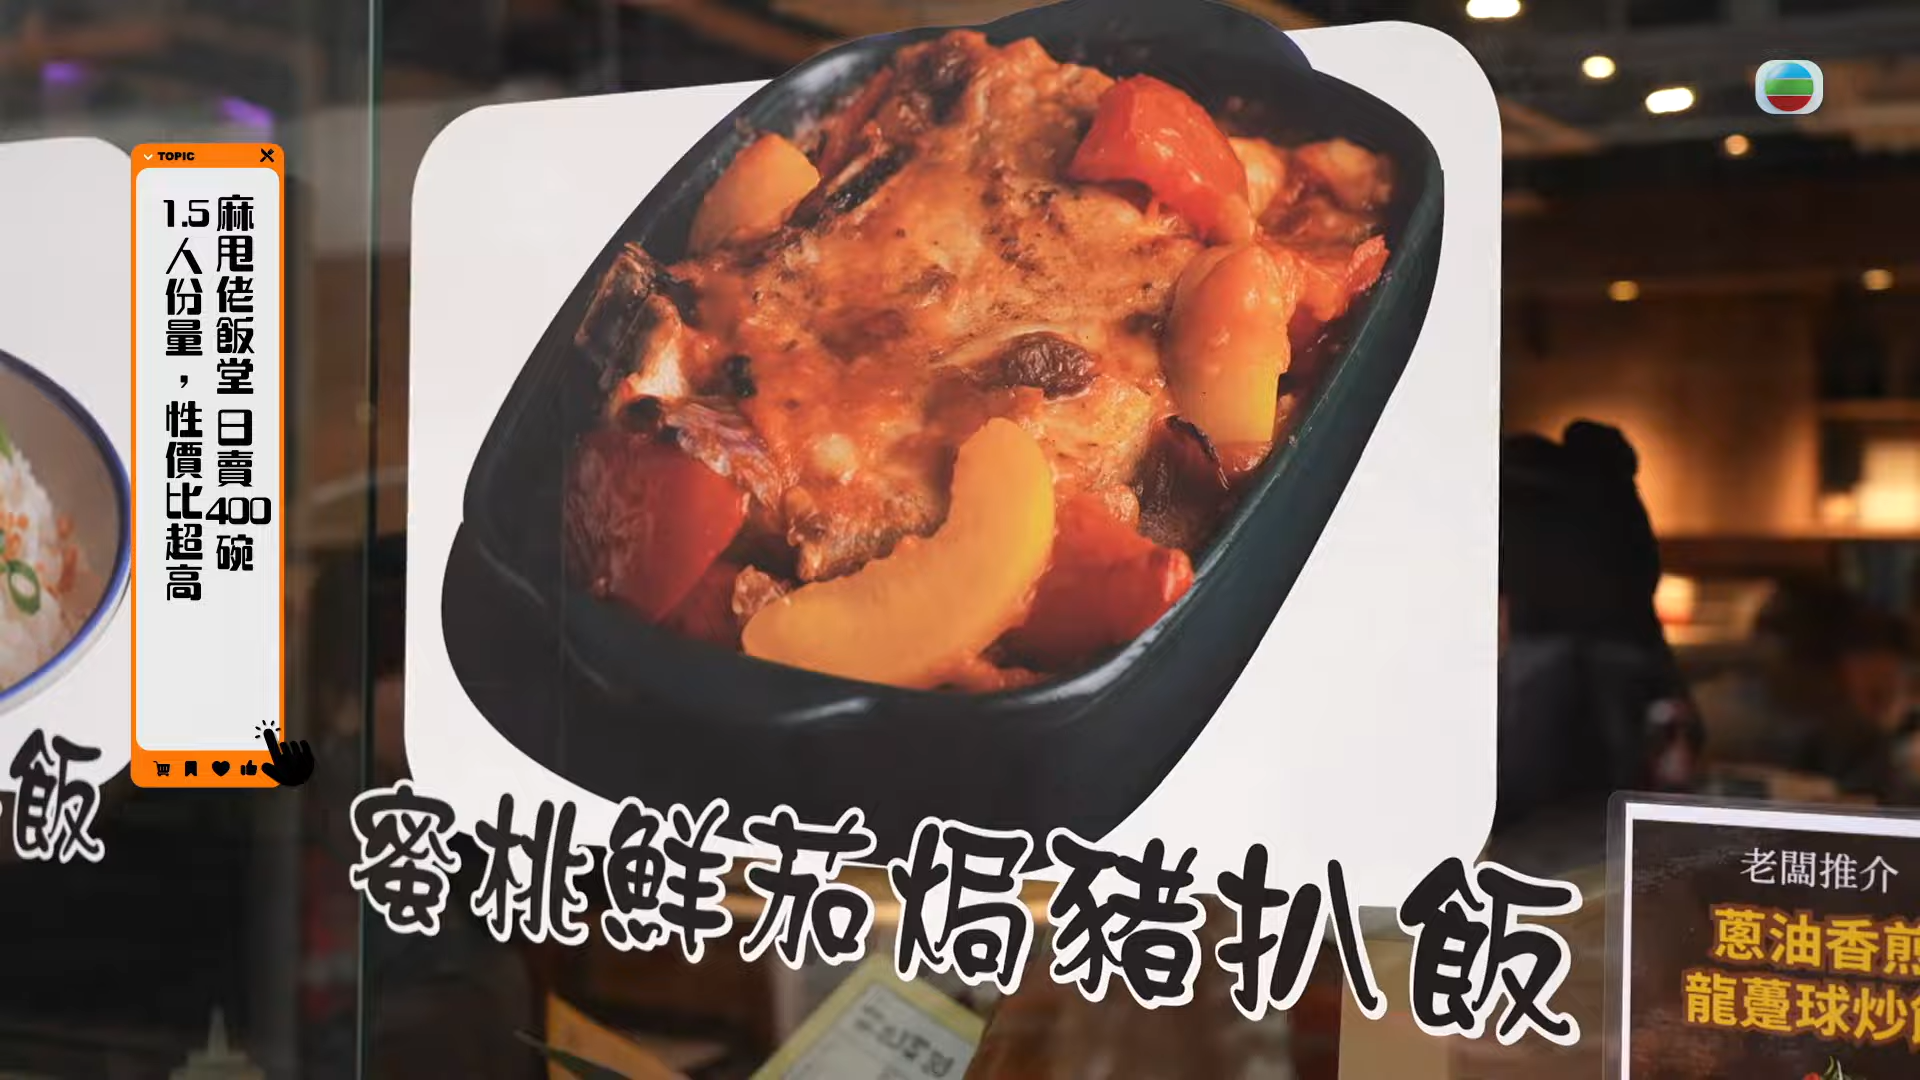 TOPIC
麻甩佬飯堂 日賣400碗
1.5人份量，性價比超高
飯
蜜桃鮮茄焗豬扒飯
老闆推介
蔥油香煎
龍躉球炒飯